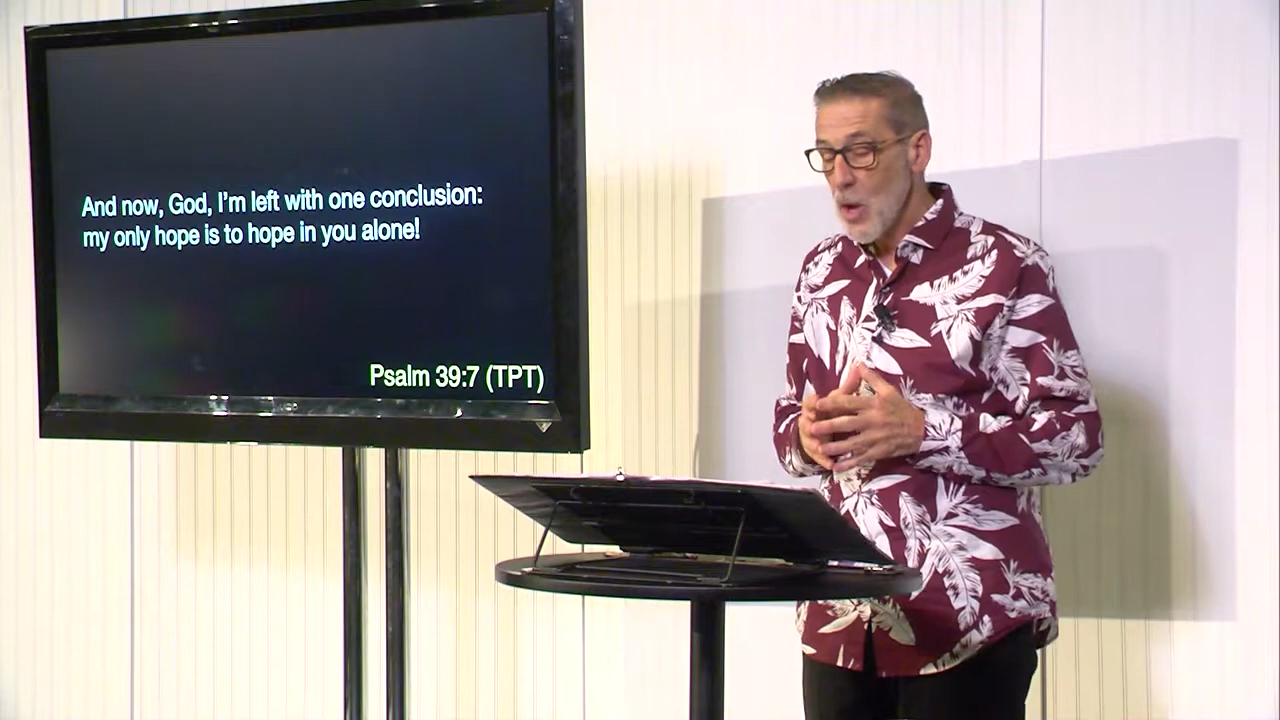 And now, God, I'm left with one conclusion:
my only hope is to hope in you alone!
Psalm 39:7 (TPT)